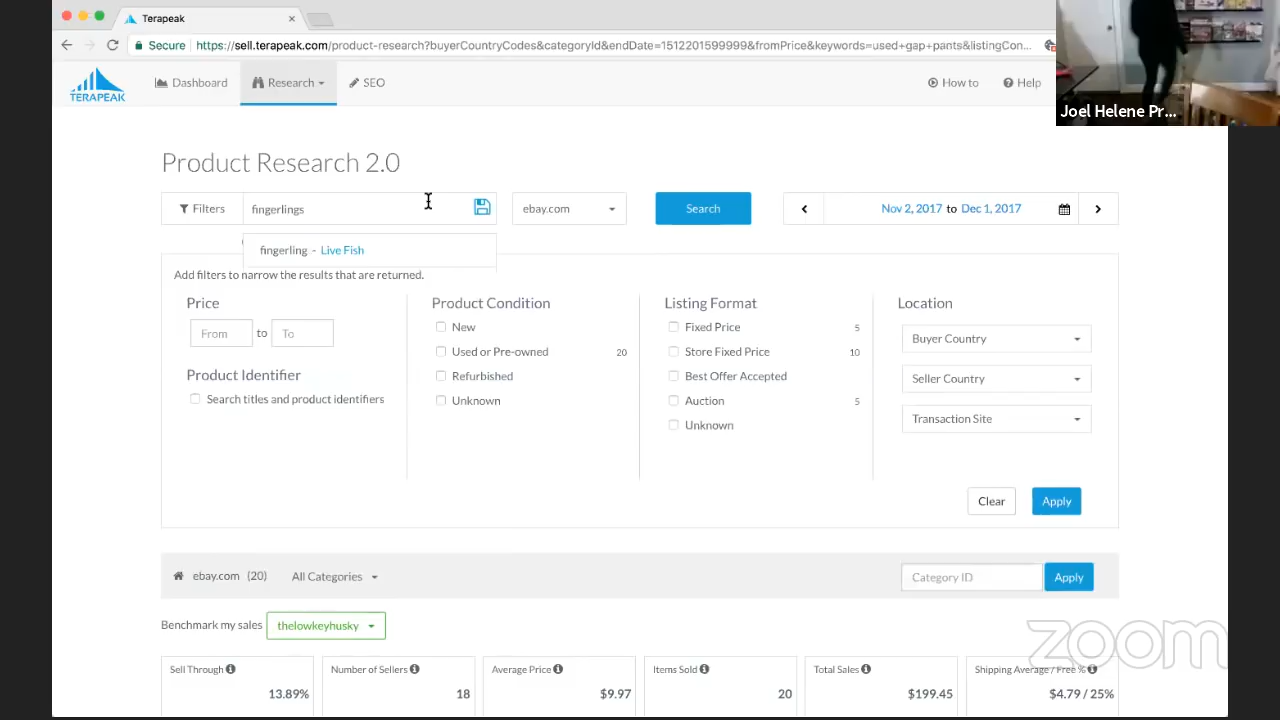 Terapeak
Secure
https://sell.terapeak.com/product-research?buyerCountryCodes&categoryId&endDate=1512201599999&fromPrice&keywords=used+gap+pants&listingCon...
Joel Helene Pr...
TERAPEAK
Dashboard
Research
SEO
How to
Help
Product Research 2.0
Filters
fingerlings
ebay.com
Search
Nov 2, 2017 to Dec 1, 2017
fingerling - Live Fish
Add filters to narrow the results that are returned.
Price
From to To
Product Identifier
Search titles and product identifiers
Product Condition
New
Used or Pre-owned 20
Refurbished
Unknown
Listing Format
Fixed Price 5
Store Fixed Price 10
Best Offer Accepted
Auction 5
Unknown
Location
Buyer Country
Seller Country
Transaction Site
Clear
Apply
ebay.com (20) All Categories
Category ID
Apply
Benchmark my sales thelowkeyhusky
zoom
Sell Through
13.89%
Number of Sellers
18
Average Price
$9.97
Items Sold
20
Total Sales
$199.45
Shipping Average / Free %
$4.79 / 25%